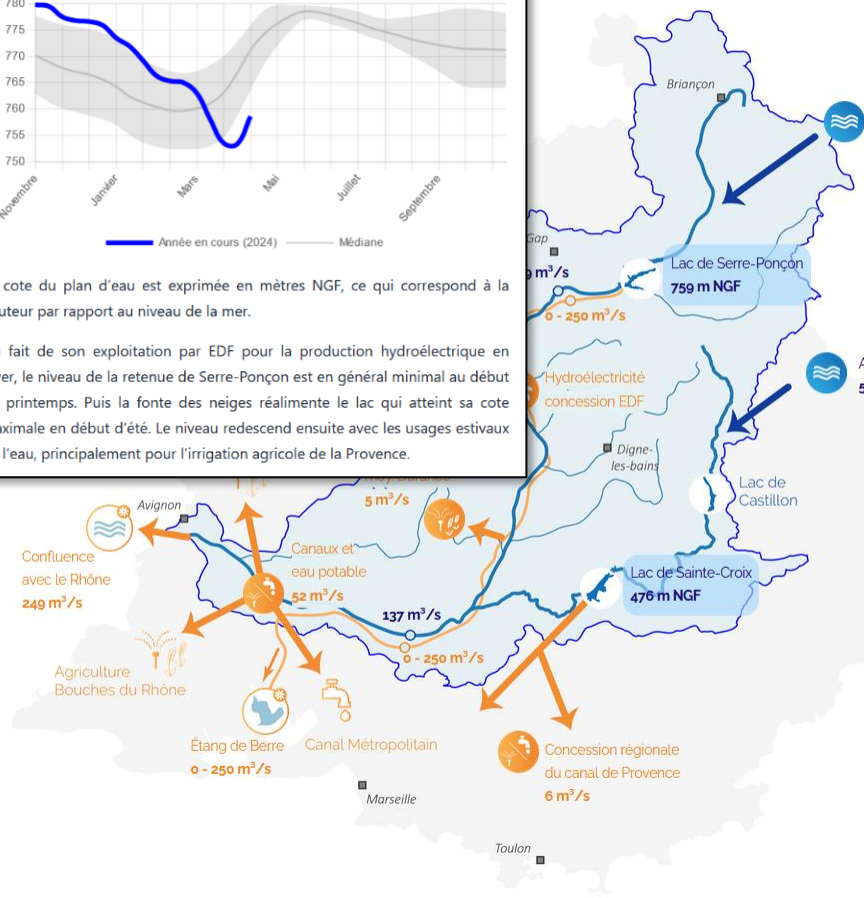 780
775
770
765
760
755
750
Novembre
Janvier
Mars
Mai
Juillet
Septembre
Année en cours (2024)
Médiane
cote du plan d'eau est exprimée en mètres NGF, ce qui correspond à la
uteur par rapport au niveau de la mer.
fait de son exploitation par EDF pour la production hydroélectrique en
er, le niveau de la retenue de Serre-Ponçon est en général minimal au début
printemps. Puis la fonte des neiges réalimente le lac qui atteint sa cote
aximale en début d'été. Le niveau redescend ensuite avec les usages estivaux
l'eau, principalement pour l'irrigation agricole de la Provence.
Briançon
Gap
m³/s
0 - 250 m³/s
Lac de Serre-Ponçon
759 m NGF
Hydroélectricité
concession EDF
Digne-
les-bains
Lac de
Castillon
5 m³/s
Avignon
Confluence
avec le Rhône
249 m³/s
Canaux et
eau potable
52 m³/s
137 m³/s
0 - 250 m³/s
Lac de Sainte-Croix
476 m NGF
Agriculture
Bouches du Rhône
Étang de Berre
0 - 250 m³/s
Canal Métropolitain
Concession régionale
du canal de Provence
6 m³/s
Marseille
Toulon